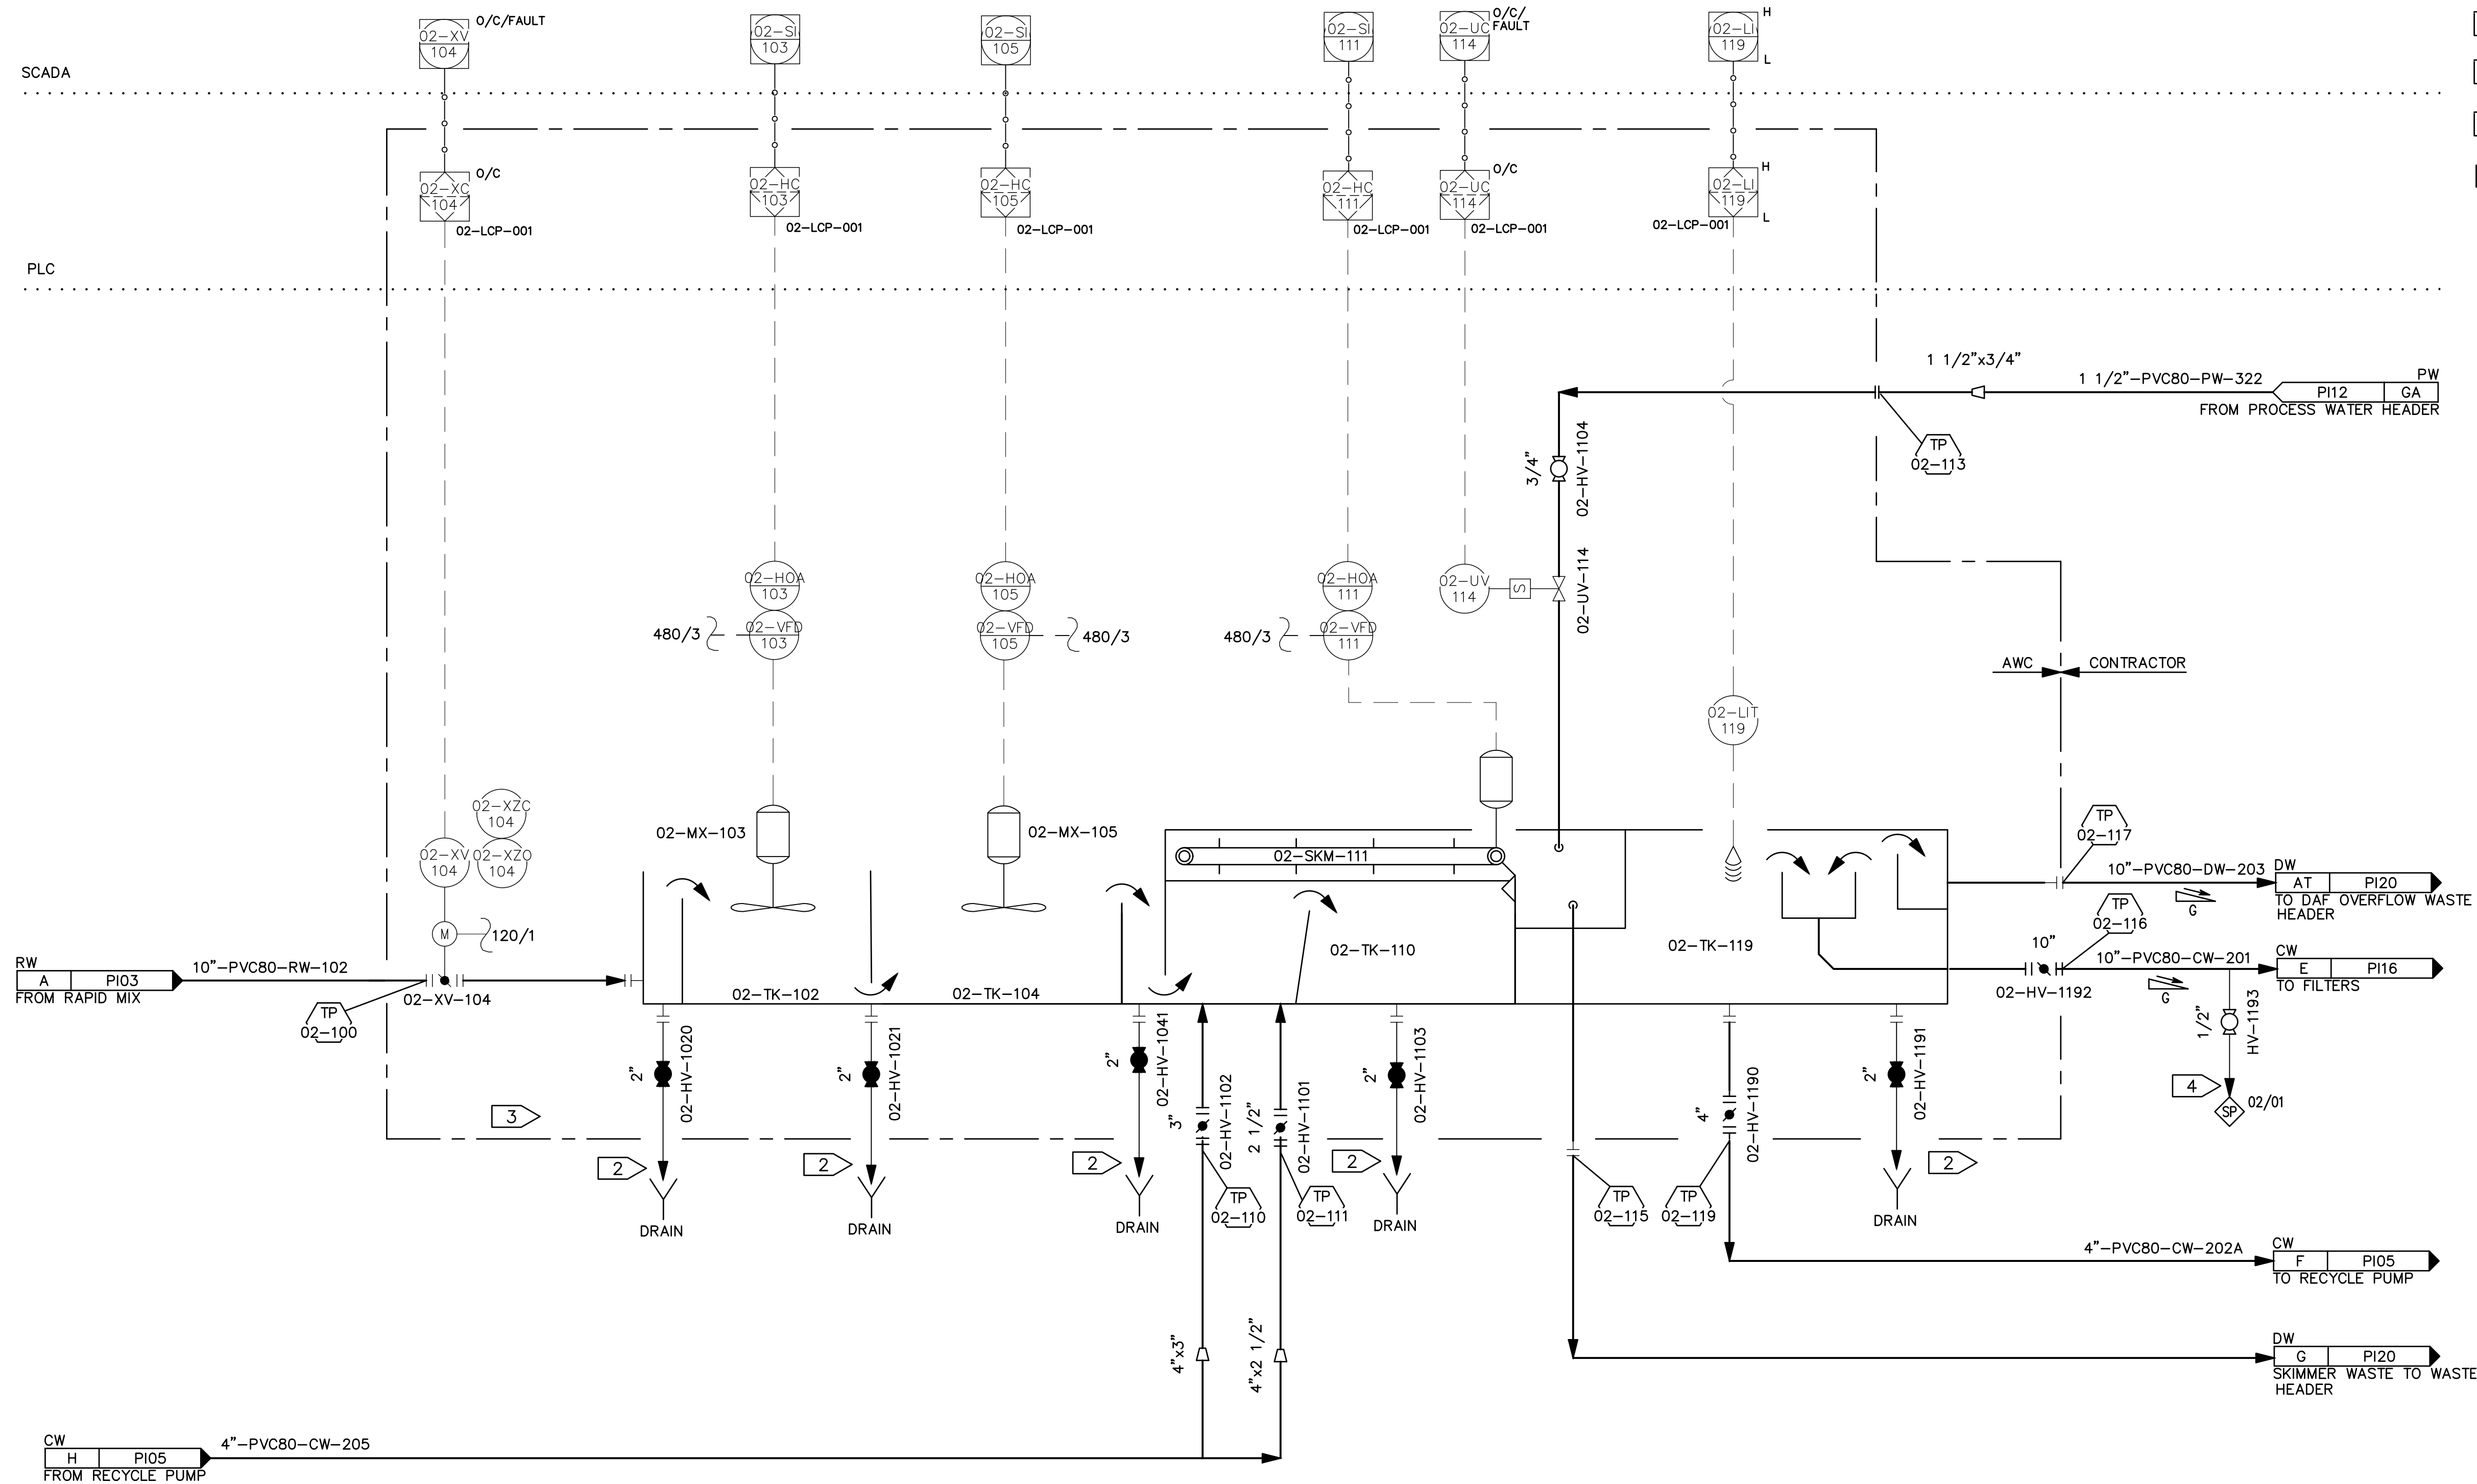 02-XV
104
O/C/FAULT
02-SI
103
02-SI
105
02-SI
111
02-UC
114
O/C/
FAULT
02-LI
119
H
L
SCADA
02-XC
104
O/C
02-LCP-001
02-HC
103
02-LCP-001
02-HC
105
02-LCP-001
02-HC
111
02-LCP-001
02-UC
114
O/C
02-LCP-001
02-LI
119
H
L
02-LCP-001
PLC
1 1/2"x3/4"
1 1/2"-PVC80-PW-322
PW
PI12
GA
FROM PROCESS WATER HEADER
TP
02-113
3/4"
02-HV-1104
02-HOA
103
02-VFD
103
480/3
02-HOA
105
02-VFD
105
480/3
02-HOA
111
02-VFD
111
480/3
02-UV
114
S
02-UV-114
AWC
CONTRACTOR
02-LIT
119
02-XZC
104
02-XV
104
02-XZO
104
M
120/1
02-MX-103
02-MX-105
02-SKM-111
02-TK-110
02-TK-119
TP
02-117
10"-PVC80-DW-203
G
DW
AT
PI20
TO DAF OVERFLOW WASTE
HEADER
TP
02-116
10"
10"-PVC80-CW-201
G
CW
E
PI16
TO FILTERS
02-HV-1192
RW
A
PI03
FROM RAPID MIX
10"-PVC80-RW-102
02-XV-104
TP
02-100
02-TK-102
02-TK-104
2"
02-HV-1020
2"
02-HV-1021
2"
02-HV-1041
3"
02-HV-1102
2 1/2"
02-HV-1101
2"
02-HV-1103
4"
02-HV-1190
2"
02-HV-1191
1/2"
HV-1193
4
SP
02/01
3
2
2
2
2
2
DRAIN
DRAIN
DRAIN
TP
02-110
TP
02-111
DRAIN
TP
02-115
TP
02-119
DRAIN
4"-PVC80-CW-202A
CW
F
PI05
TO RECYCLE PUMP
4"x3"
4"x2 1/2"
DW
G
PI20
SKIMMER WASTE TO WASTE
HEADER
CW
H
PI05
FROM RECYCLE PUMP
4"-PVC80-CW-205